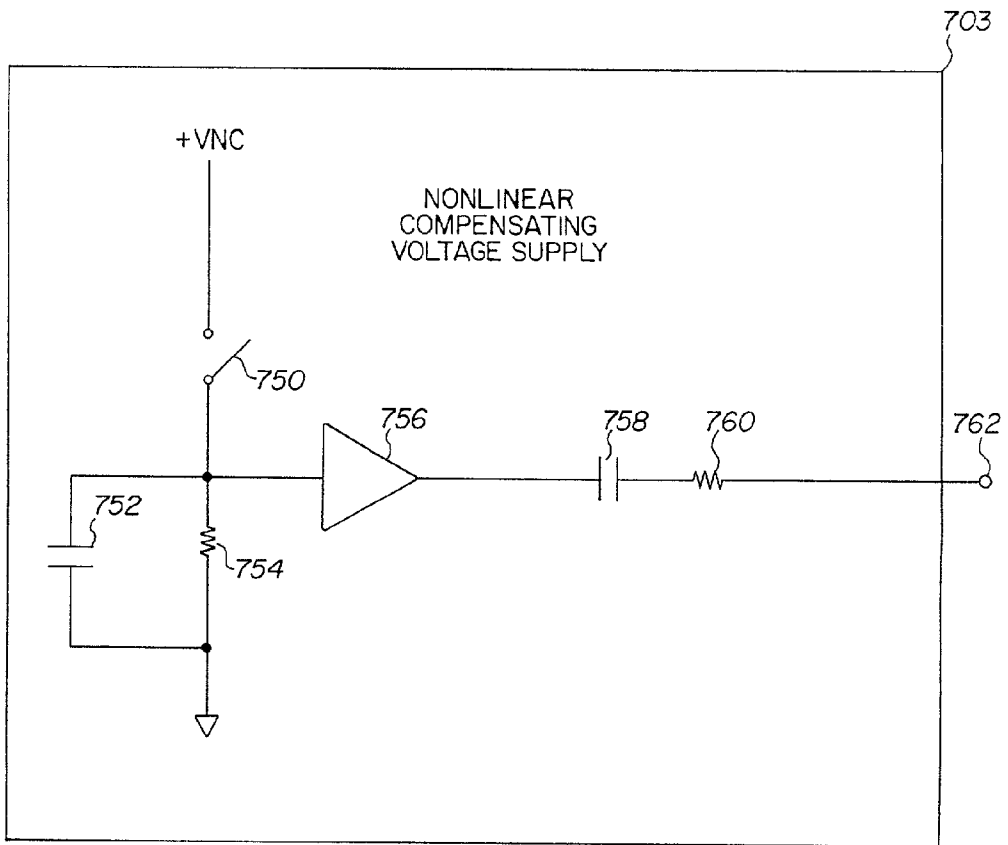 703
+VNC
NONLINEAR
COMPENSATING
VOLTAGE SUPPLY
750
756
758
760
762
752
754